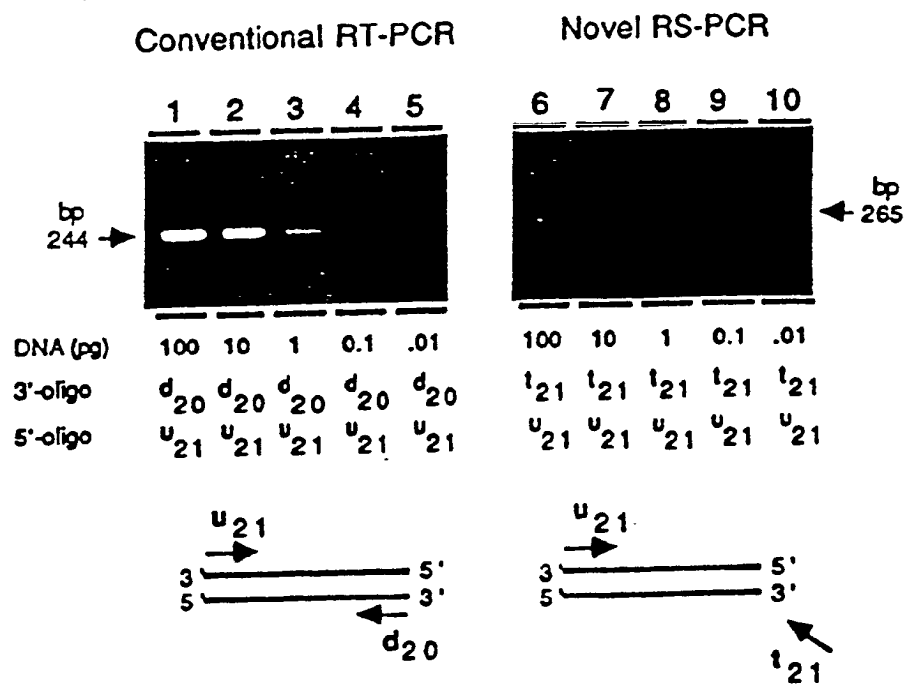 Conventional RT-PCR
Novel RS-PCR
1 2 3 4 5
6 7 8 9 10
bp
244
bp
265
DNA (pg) 100 10 1 0.1 .01
100 10 1 0.1 .01
3'-oligo d20 d20 d20 d20 d20
t21 t21 t21 t21 t21
5'-oligo u21 u21 u21 u21 u21
u21 u21 u21 u21 u21
u21
3' 5'
5' 3'
d20
u21
3' 5'
5' 3'
t21